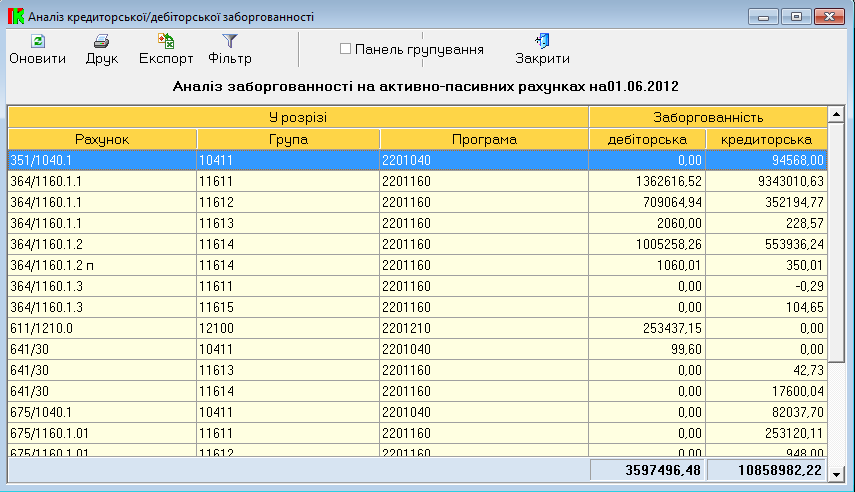 Аналіз кредиторської/дебіторської заборгованності
Оновити Друк Експорт Фільтр Панель групування Закрити
Аналіз заборгованності на активно-пасивних рахунках на01.06.2012
У розрізі Заборгованність
Рахунок Група Програма дебіторська кредиторська
351/1040.1 10411 2201040 0,00 94568,00
364/1160.1.1 11611 2201160 1362616,52 9343010,63
364/1160.1.1 11612 2201160 709064,94 352194,77
364/1160.1.1 11613 2201160 2060,00 228,57
364/1160.1.2 11614 2201160 1005258,26 553936,24
364/1160.1.2 п 11614 2201160 1060,01 350,01
364/1160.1.3 11611 2201160 0,00 -0,29
364/1160.1.3 11615 2201160 0,00 104,65
611/1210.0 12100 2201210 253437,15 0,00
641/30 10411 2201040 99,60 0,00
641/30 11613 2201160 0,00 42,73
641/30 11614 2201160 0,00 17600,04
675/1040.1 10411 2201040 0,00 82037,70
675/1160.1.01 11611 2201160 0,00 253120,11
675/1160.1.01 11612 2201160 0,00 948,00
3597496,48 10858982,22